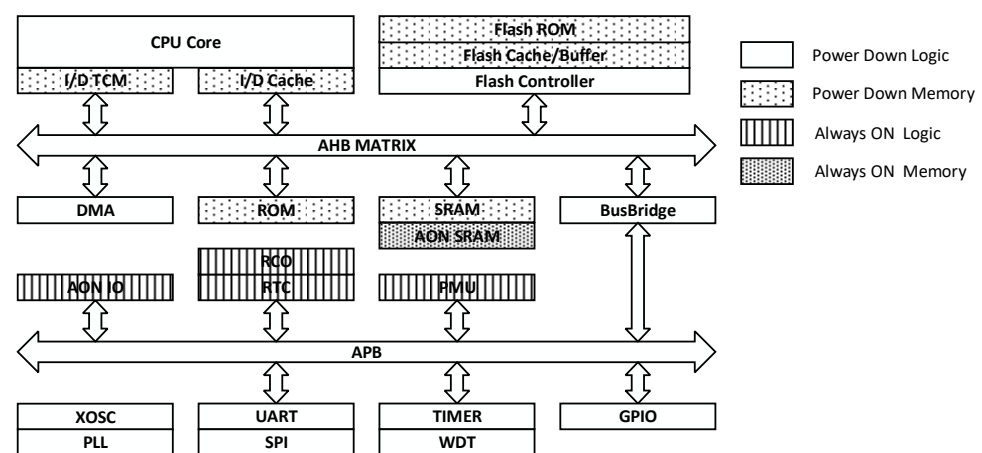 CPU Core
I/D TCM
I/D Cache
Flash ROM
Flash Cache/Buffer
Flash Controller
Power Down Logic
Power Down Memory
Always ON Logic
Always ON Memory
AHB MATRIX
DMA
ROM
SRAM
AON SRAM
BusBridge
AON IO
RCO
RTC
PMU
APB
XOSC
PLL
UART
SPI
TIMER
WDT
GPIO